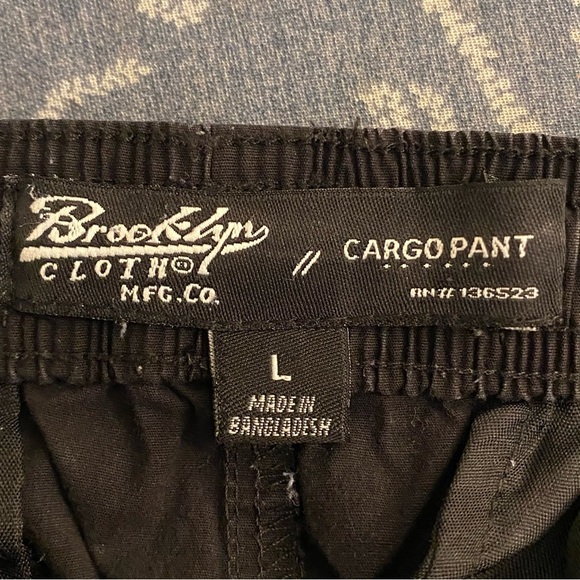 Brooklyn
CLOTH®
MFG.CO.
//
CARGO PANT
RN# 136523
L
MADE IN
BANGLADESH